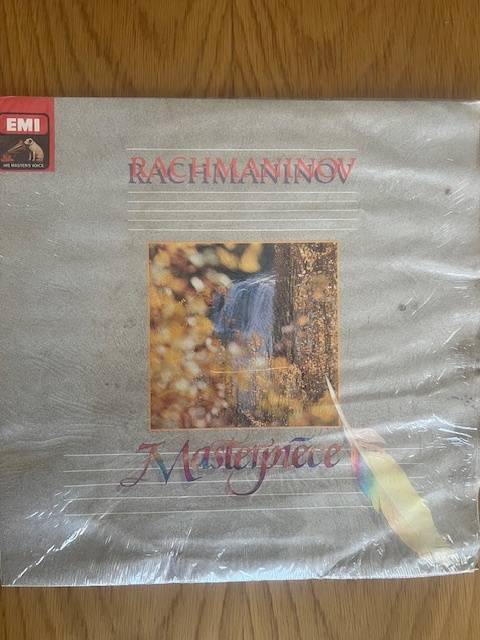 EMI
HIS MASTER'S VOICE
RACHMANINOV
Masterpiece